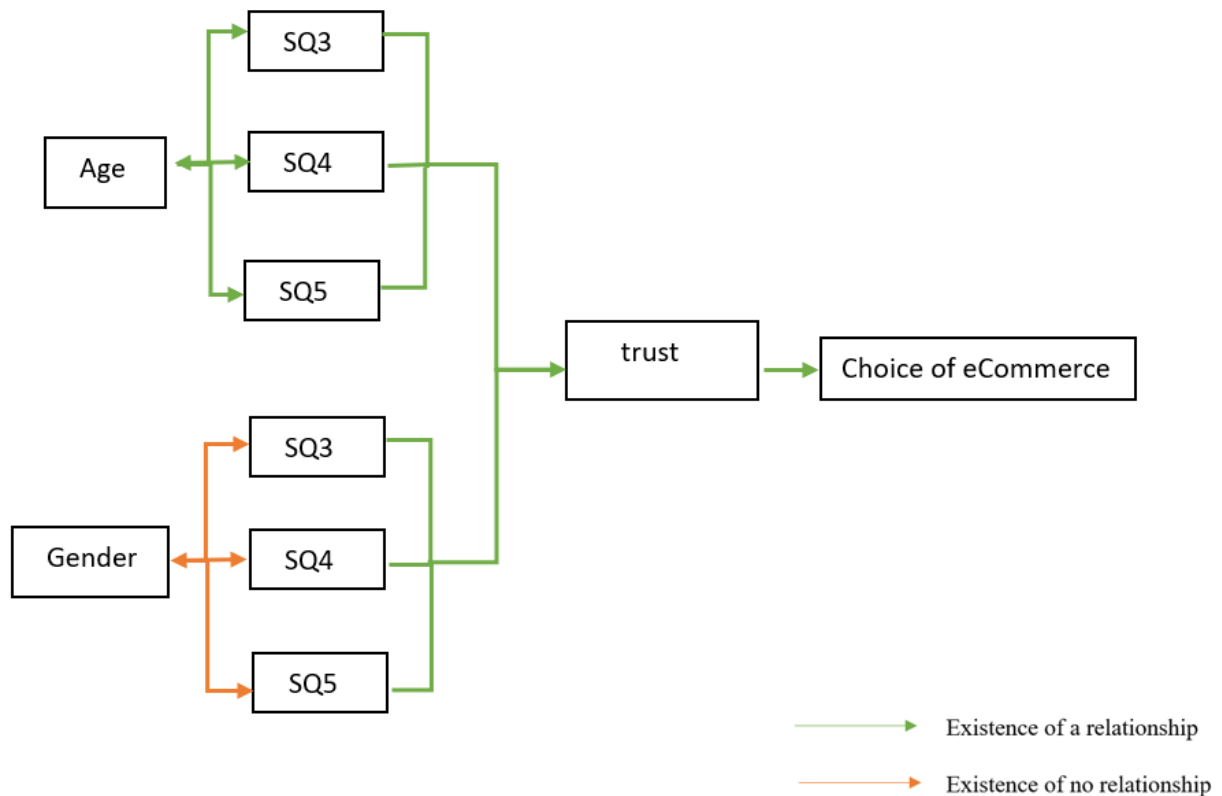 SQ3
Age
SQ4
SQ5
trust
Choice of eCommerce
SQ3
Gender
SQ4
SQ5
Existence of a relationship
Existence of no relationship